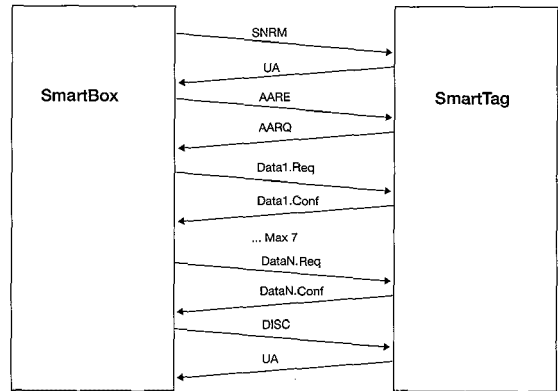 SNRM
UA
SmartBox
SmartTag
AARE
AARQ
Data1.Req
Data1.Conf
... Max 7
DataN.Req
DataN.Conf
DISC
UA